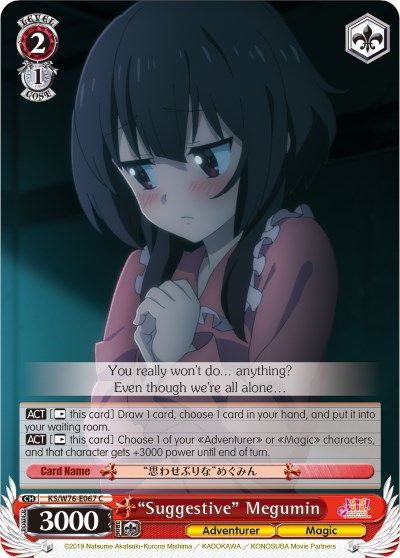 LEVEL
2
1
COST
You really won't do... anything?
Even though we're all alone...
ACT [ this card] Draw 1 card, choose 1 card in your hand, and put it into
your waiting room.
ACT [ this card] Choose 1 of your «Adventurer» or «Magic» characters,
and that character gets +3000 power until end of turn.
Card Name “思わせぶりな”めぐみん
CH KS/W76-E067 C
POWER 3000 SOUL “Suggestive” Megumin
Adventurer Magic
©2019 Natsume Akatsuki・Kurone Mishima / KADOKAWA / KONOSUBA Movie Partners